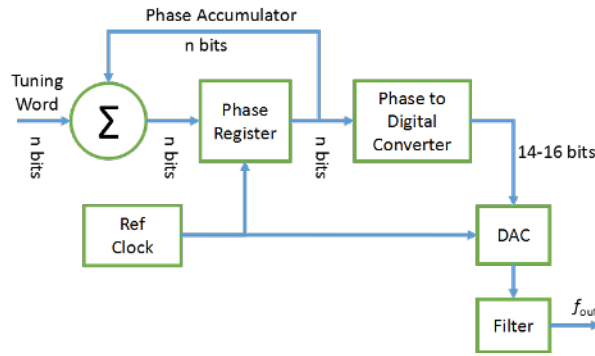 Phase Accumulator
n bits
Tuning
Word
n bits
Σ
n bits
Phase
Register
n bits
Phase to
Digital
Converter
14-16 bits
Ref
Clock
DAC
Filter
fout